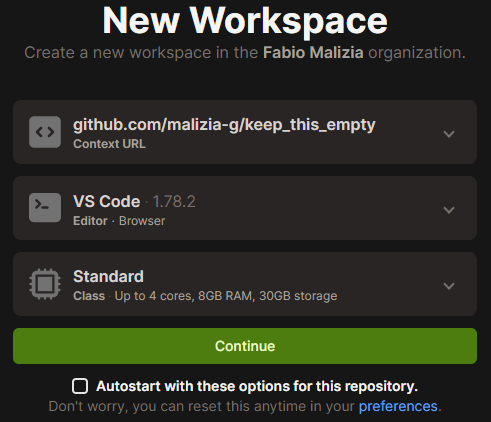 New Workspace
Create a new workspace in the Fabio Malizia organization.
github.com/malizia-g/keep_this_empty
Context URL
VS Code · 1.78.2
Editor · Browser
Standard
Class · Up to 4 cores, 8GB RAM, 30GB storage
Continue
Autostart with these options for this repository.
Don't worry, you can reset this anytime in your preferences.